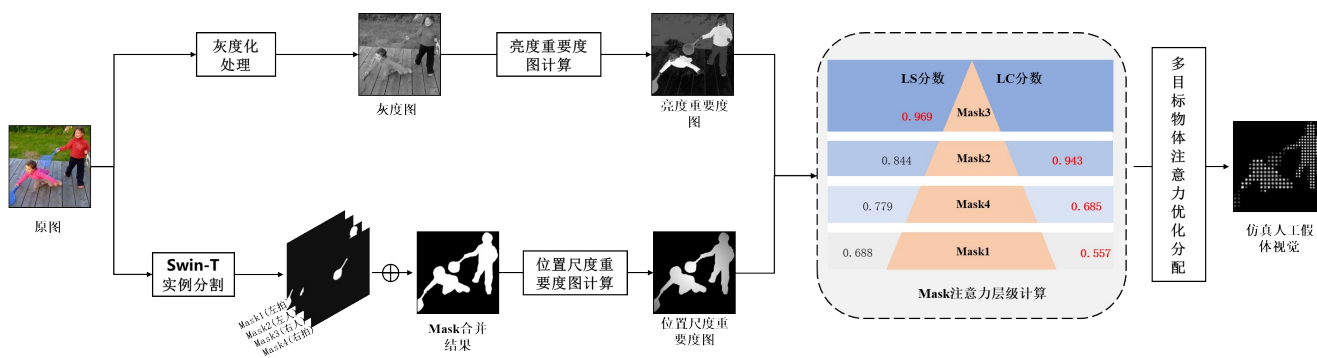 原图
灰度化
处理
灰度图
亮度重要度
图计算
亮度重要度
图
Swin-T
实例分割
Mask1(左拍)
Mask2(左人)
Mask3(右人)
Mask4(右拍)
Mask合并
结果
位置尺度重
要度图计算
位置尺度重
要度图
LS分数 LC分数
0.969 Mask3
0.844 Mask2 0.943
0.779 Mask4 0.685
0.688 Mask1 0.557
Mask注意力层级计算
多
目
标
物
体
注
意
力
优
化
分
配
仿真人工假
体视觉